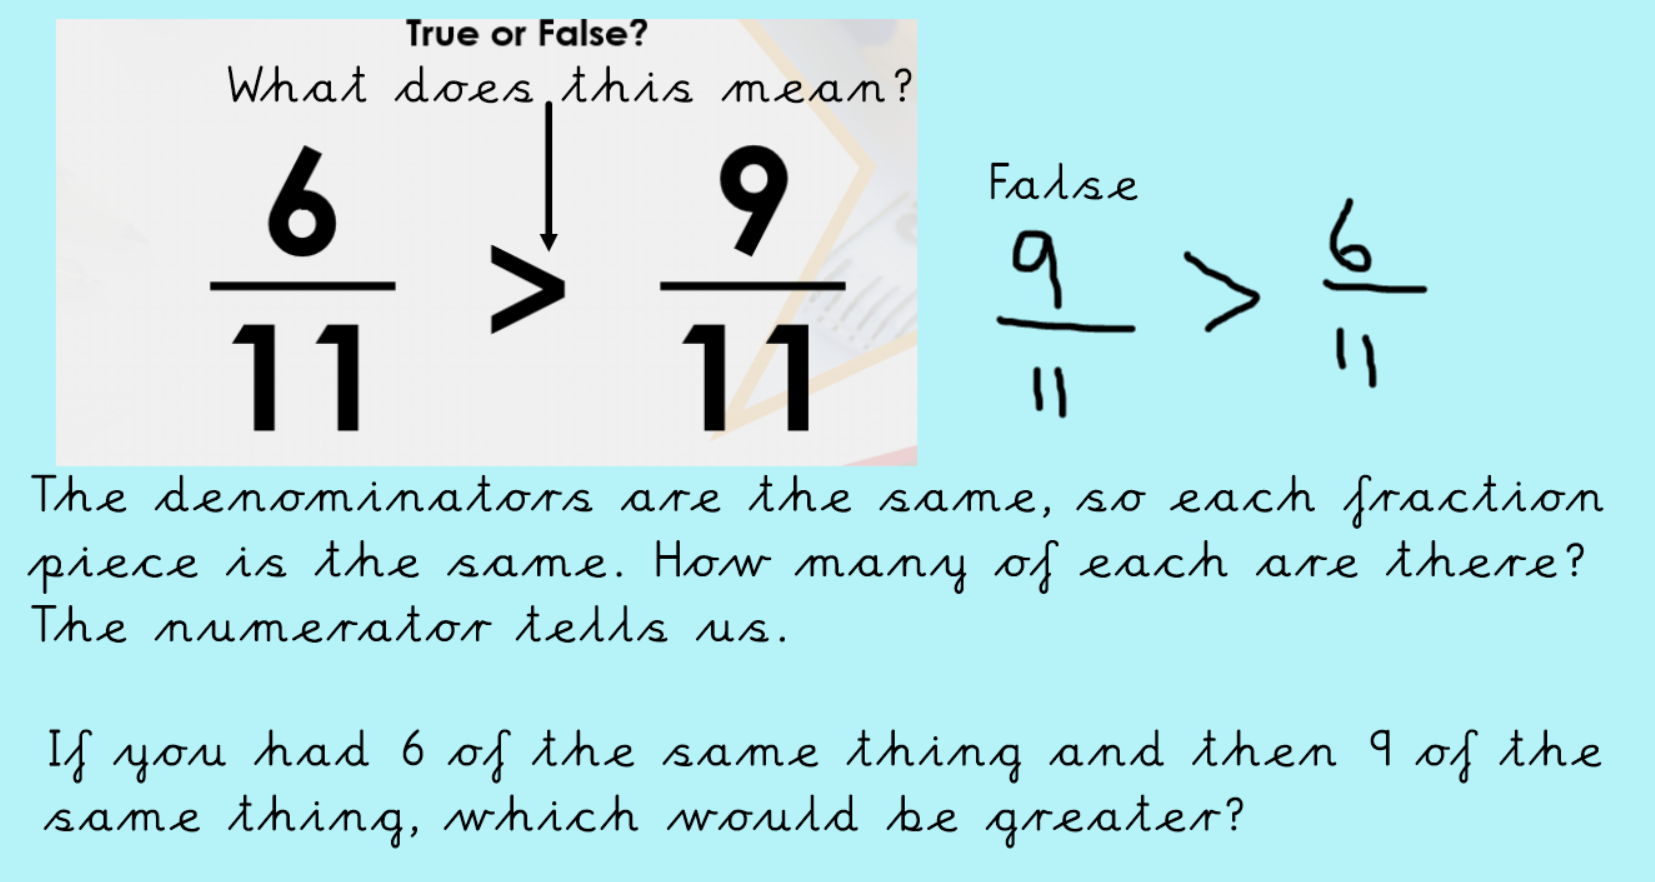 True or False?
What does this mean?
6 9
> 
11 11
False
9 6
>
11 11
The denominators are the same, so each fraction
piece is the same. How many of each are there?
The numerator tells us.
If you had 6 of the same thing and then 9 of the
same thing, which would be greater?